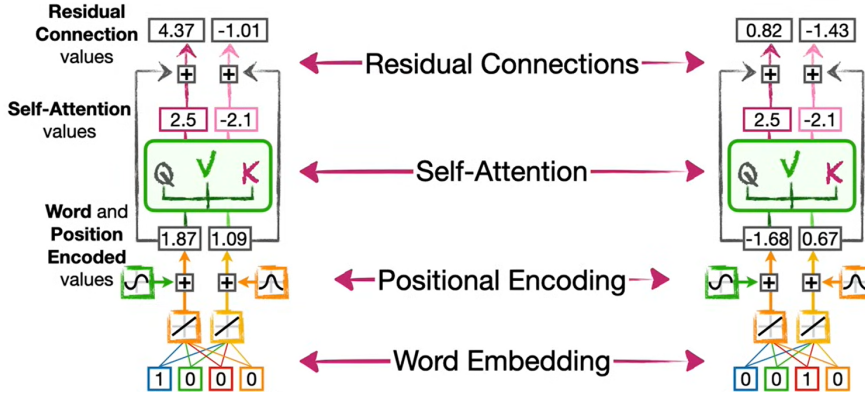 Residual
Connection
values
4.37 -1.01
+ +
Self-Attention
values
2.5 -2.1
Q V K
Word and
Position
Encoded
values
1.87 1.09
+ +
1 0 0 0
Residual Connections
Self-Attention
Positional Encoding
Word Embedding
0.82 -1.43
+ +
2.5 -2.1
Q V K
-1.68 0.67
+ +
0 0 1 0